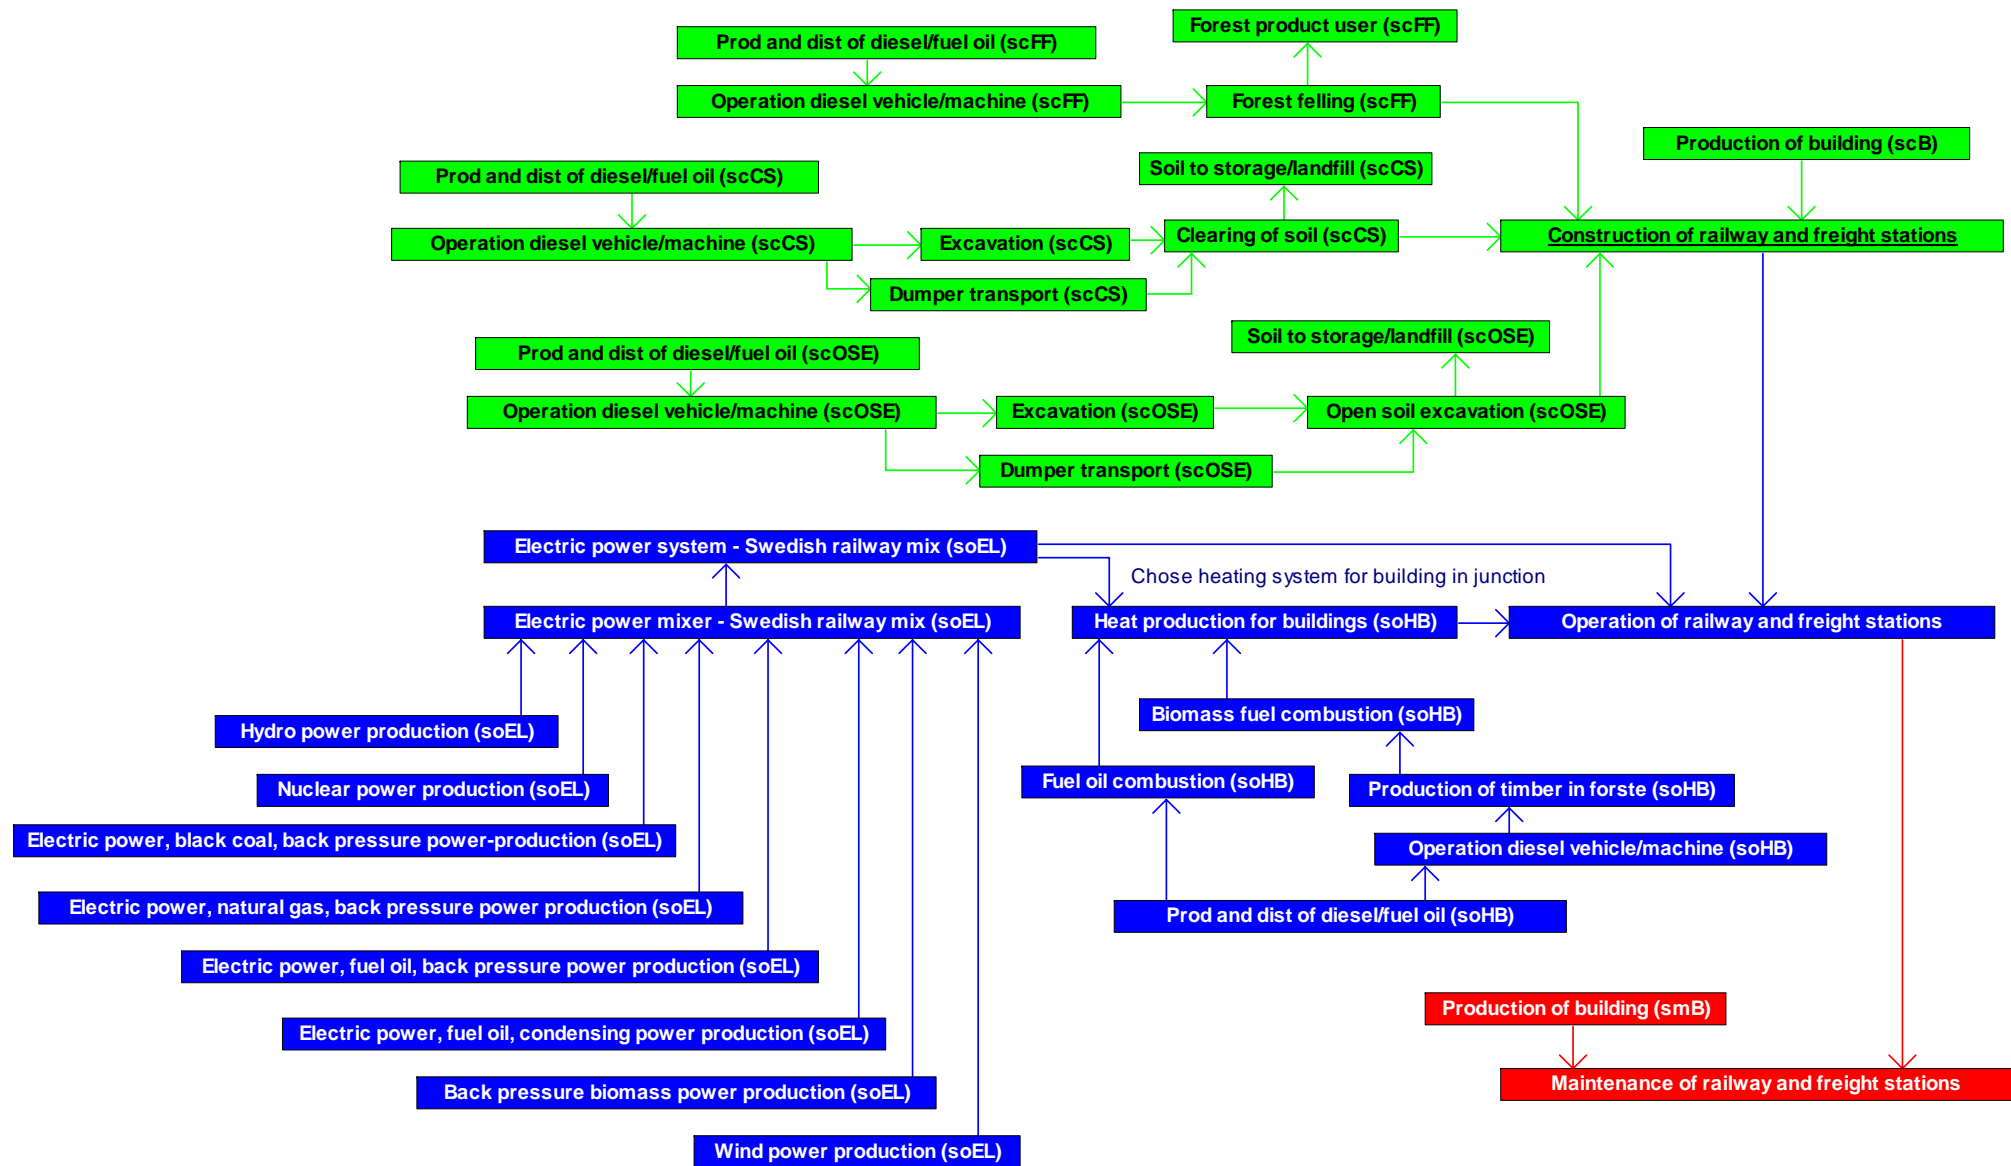 Forest product user (scFF)
Prod and dist of diesel/fuel oil (scFF)
Operation diesel vehicle/machine (scFF)
Forest felling (scFF)
Production of building (scB)
Soil to storage/landfill (scCS)
Prod and dist of diesel/fuel oil (scCS)
Operation diesel vehicle/machine (scCS)
Excavation (scCS)
Clearing of soil (scCS)
Construction of railway and freight stations
Dumper transport (scCS)
Soil to storage/landfill (scOSE)
Prod and dist of diesel/fuel oil (scOSE)
Operation diesel vehicle/machine (scOSE)
Excavation (scOSE)
Open soil excavation (scOSE)
Dumper transport (scOSE)
Electric power system - Swedish railway mix (soEL)
Chose heating system for building in junction
Electric power mixer - Swedish railway mix (soEL)
Heat production for buildings (soHB)
Operation of railway and freight stations
Biomass fuel combustion (soHB)
Hydro power production (soEL)
Fuel oil combustion (soHB)
Production of timber in forste (soHB)
Nuclear power production (soEL)
Electric power, black coal, back pressure power-production (soEL)
Operation diesel vehicle/machine (soHB)
Electric power, natural gas, back pressure power production (soEL)
Prod and dist of diesel/fuel oil (soHB)
Electric power, fuel oil, back pressure power production (soEL)
Production of building (smB)
Electric power, fuel oil, condensing power production (soEL)
Maintenance of railway and freight stations
Back pressure biomass power production (soEL)
Wind power production (soEL)